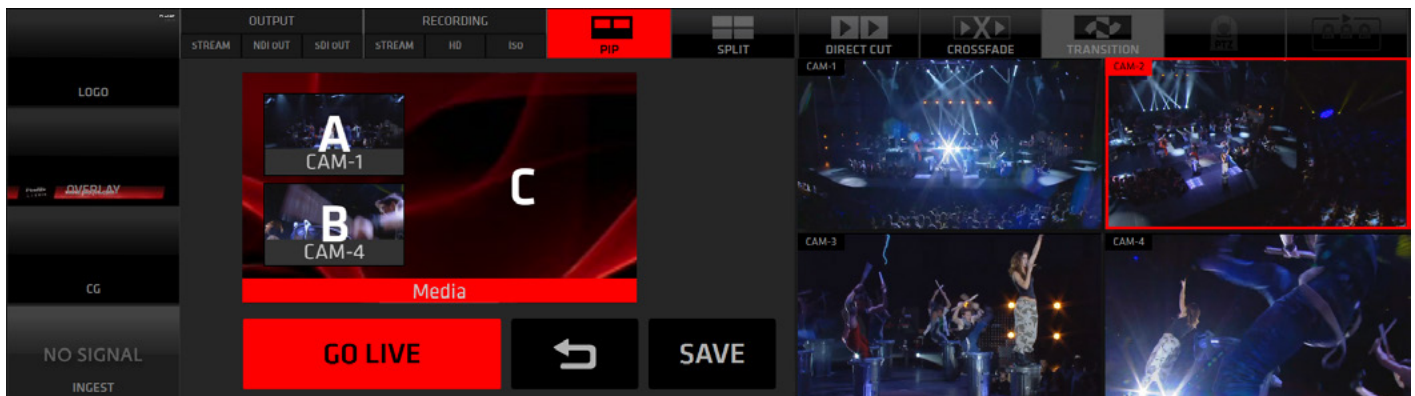 OUTPUT
RECORDING
STREAM
NDI OUT
SDI OUT
STREAM
HD
ISO
PIP
SPLIT
DIRECT CUT
CROSSFADE
TRANSITION
PTZ
LOGO
OVERLAY
CG
NO SIGNAL
INGEST
A
CAM-1
B
CAM-4
C
Media
GO LIVE
SAVE
CAM-1
CAM-2
CAM-3
CAM-4